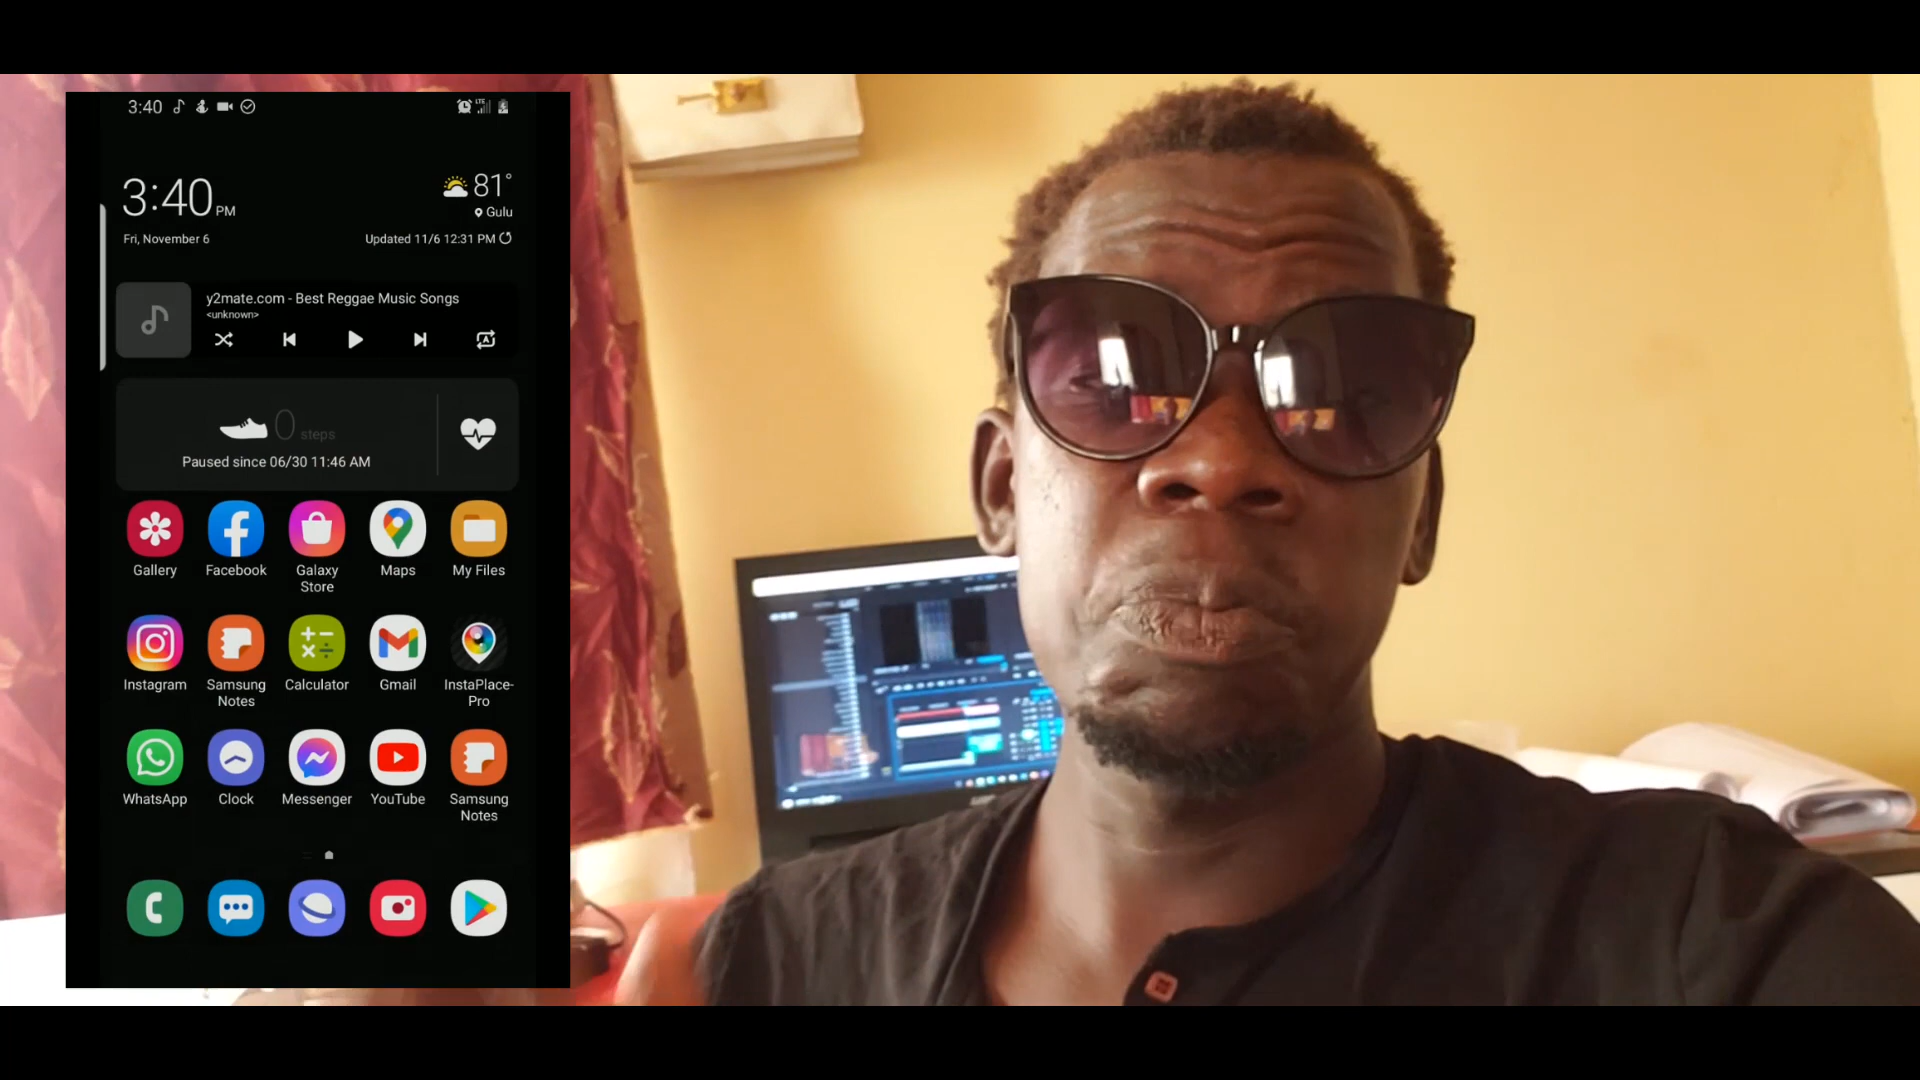 3:40
LTE
3:40 PM
81°
Gulu
Fri, November 6
Updated 11/6 12:31 PM
y2mate.com - Best Reggae Music Songs
<unknown>
0 steps
Paused since 06/30 11:46 AM
Gallery
Facebook
Galaxy
Store
Maps
My Files
Instagram
Samsung
Notes
Calculator
Gmail
InstaPlace-
Pro
WhatsApp
Clock
Messenger
YouTube
Samsung
Notes